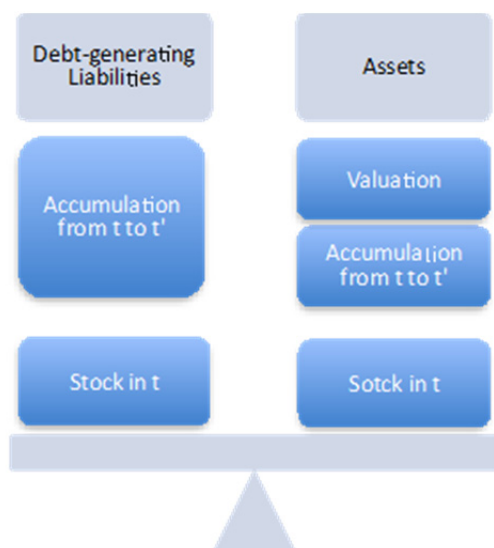 Debt-generating
Liabilities
Assets
Accumulation
from t to t'
Valuation
Accumulation
from t to t'
Stock in t
Sotck in t